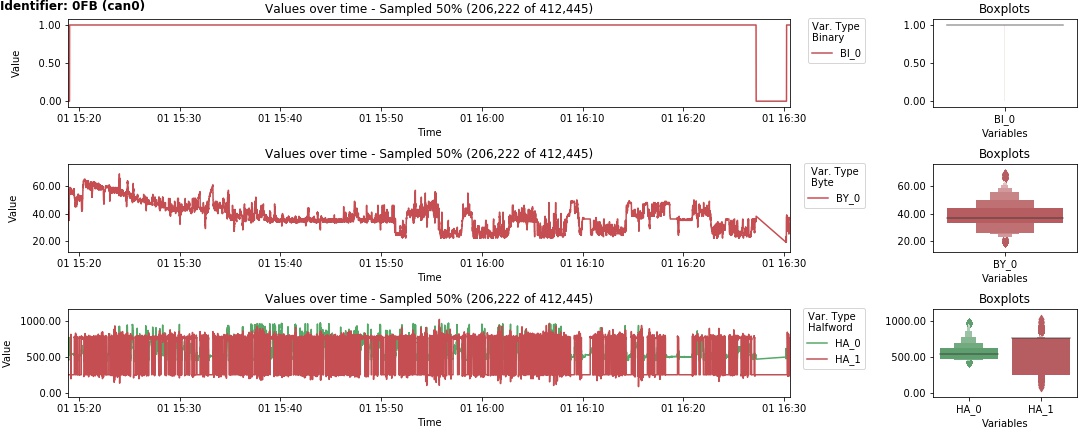 Identifier: 0FB (can0)
Values over time - Sampled 50% (206,222 of 412,445)
Value
1.00
0.50
0.00
01 15:20 01 15:30 01 15:40 01 15:50 01 16:00 01 16:10 01 16:20 01 16:30
Time
Var. Type
Binary
BI_0
Boxplots
1.00
0.50
0.00
BI_0
Variables
Values over time - Sampled 50% (206,222 of 412,445)
Value
60.00
40.00
20.00
01 15:20 01 15:30 01 15:40 01 15:50 01 16:00 01 16:10 01 16:20 01 16:30
Time
Var. Type
Byte
BY_0
Boxplots
60.00
40.00
20.00
BY_0
Variables
Values over time - Sampled 50% (206,222 of 412,445)
Value
1000.00
500.00
0.00
01 15:20 01 15:30 01 15:40 01 15:50 01 16:00 01 16:10 01 16:20 01 16:30
Time
Var. Type
Halfword
HA_0
HA_1
Boxplots
1000.00
500.00
0.00
HA_0 HA_1
Variables